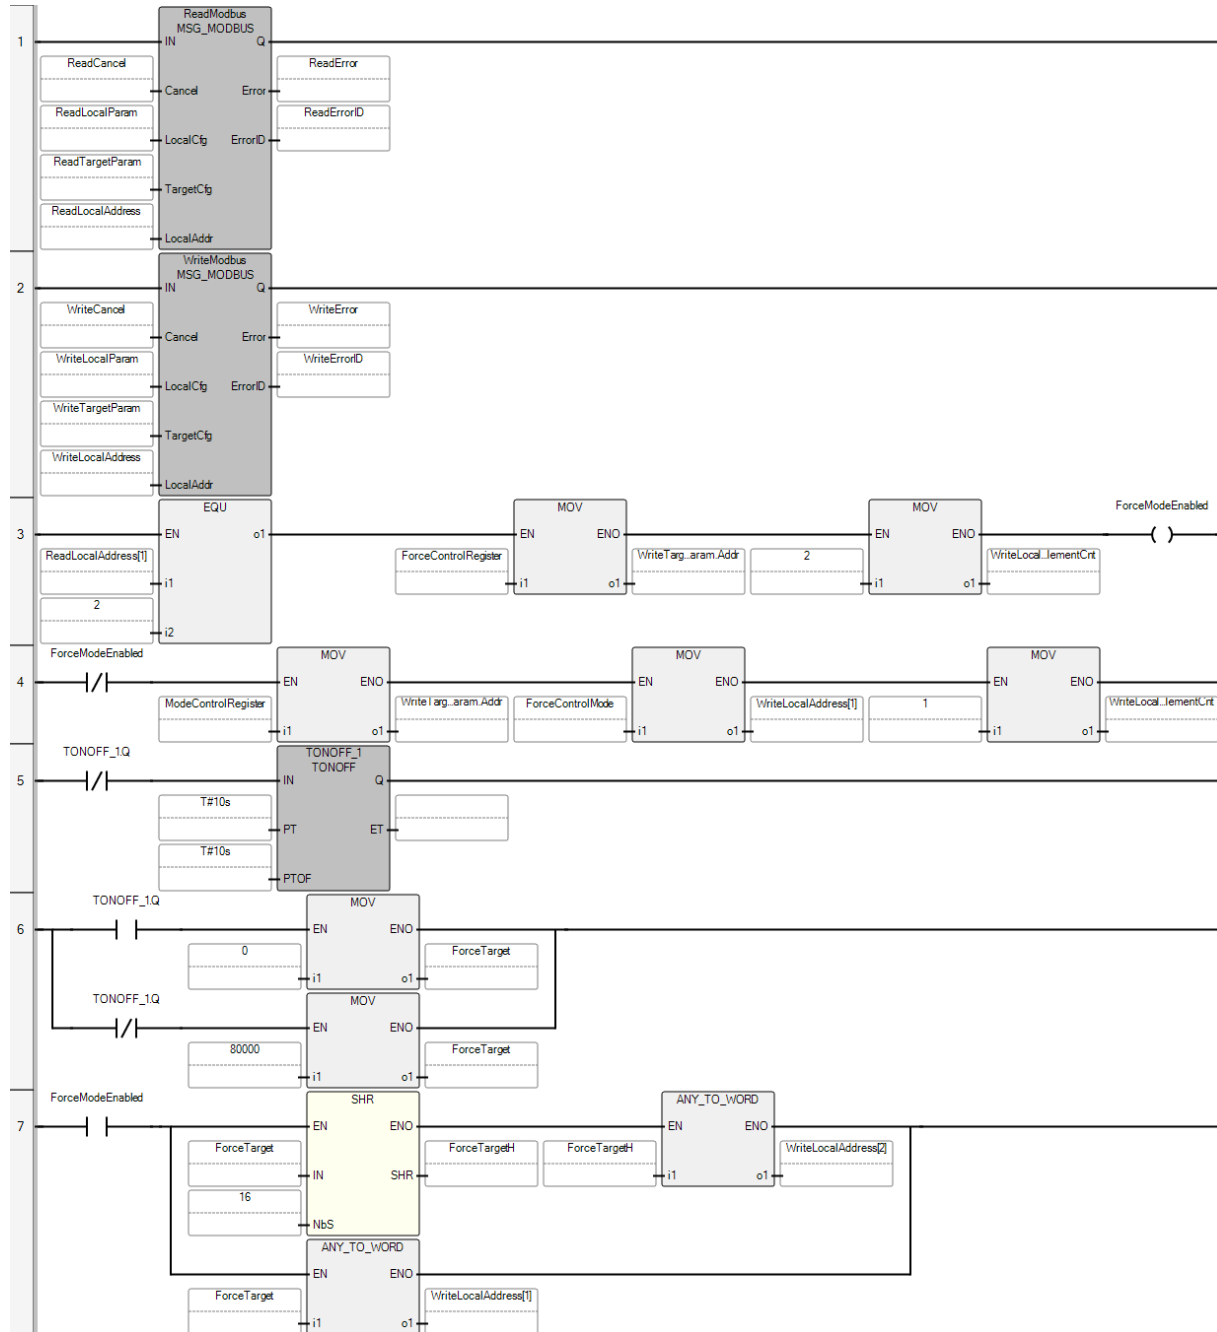 1
ReadModbus
MSG_MODBUS
IN Q
ReadCancel ReadError
Cancel Error
ReadLocalParam ReadErrorID
LocalCfg ErrorID
ReadTargetParam
TargetCfg
ReadLocalAddress
LocalAddr
2
WriteModbus
MSG_MODBUS
IN Q
WriteCancel WriteError
Cancel Error
WriteLocalParam WriteErrorID
LocalCfg ErrorID
WriteTargetParam
TargetCfg
WriteLocalAddress
LocalAddr
3
EQU MOV MOV ForceModeEnabled
EN o1 EN ENO EN ENO
ReadLocalAddress[1] ForceControlRegister WriteTarg...aram.Addr 2 WriteLocal...lementCnt
i1 i1 o1 i1 o1
2
i2
4
ForceModeEnabled MOV MOV MOV
EN ENO EN ENO EN ENO
ModeControlRegister WriteTarg...aram.Addr ForceControlMode WriteLocalAddress[1] 1 WriteLocal...lementCnt
i1 o1 i1 o1 i1 o1
5
TONOFF_1.Q TONOFF_1
TONOFF
IN Q
T#10s
PT ET
T#10s
PTOF
6
TONOFF_1.Q MOV
EN ENO
0 ForceTarget
i1 o1
TONOFF_1.Q MOV
EN ENO
80000 ForceTarget
i1 o1
7
ForceModeEnabled SHR ANY_TO_WORD
EN ENO EN ENO
ForceTarget ForceTargetH ForceTargetH WriteLocalAddress[2]
IN SHR i1 o1
16
NbS
ANY_TO_WORD
EN ENO
ForceTarget WriteLocalAddress[1]
i1 o1